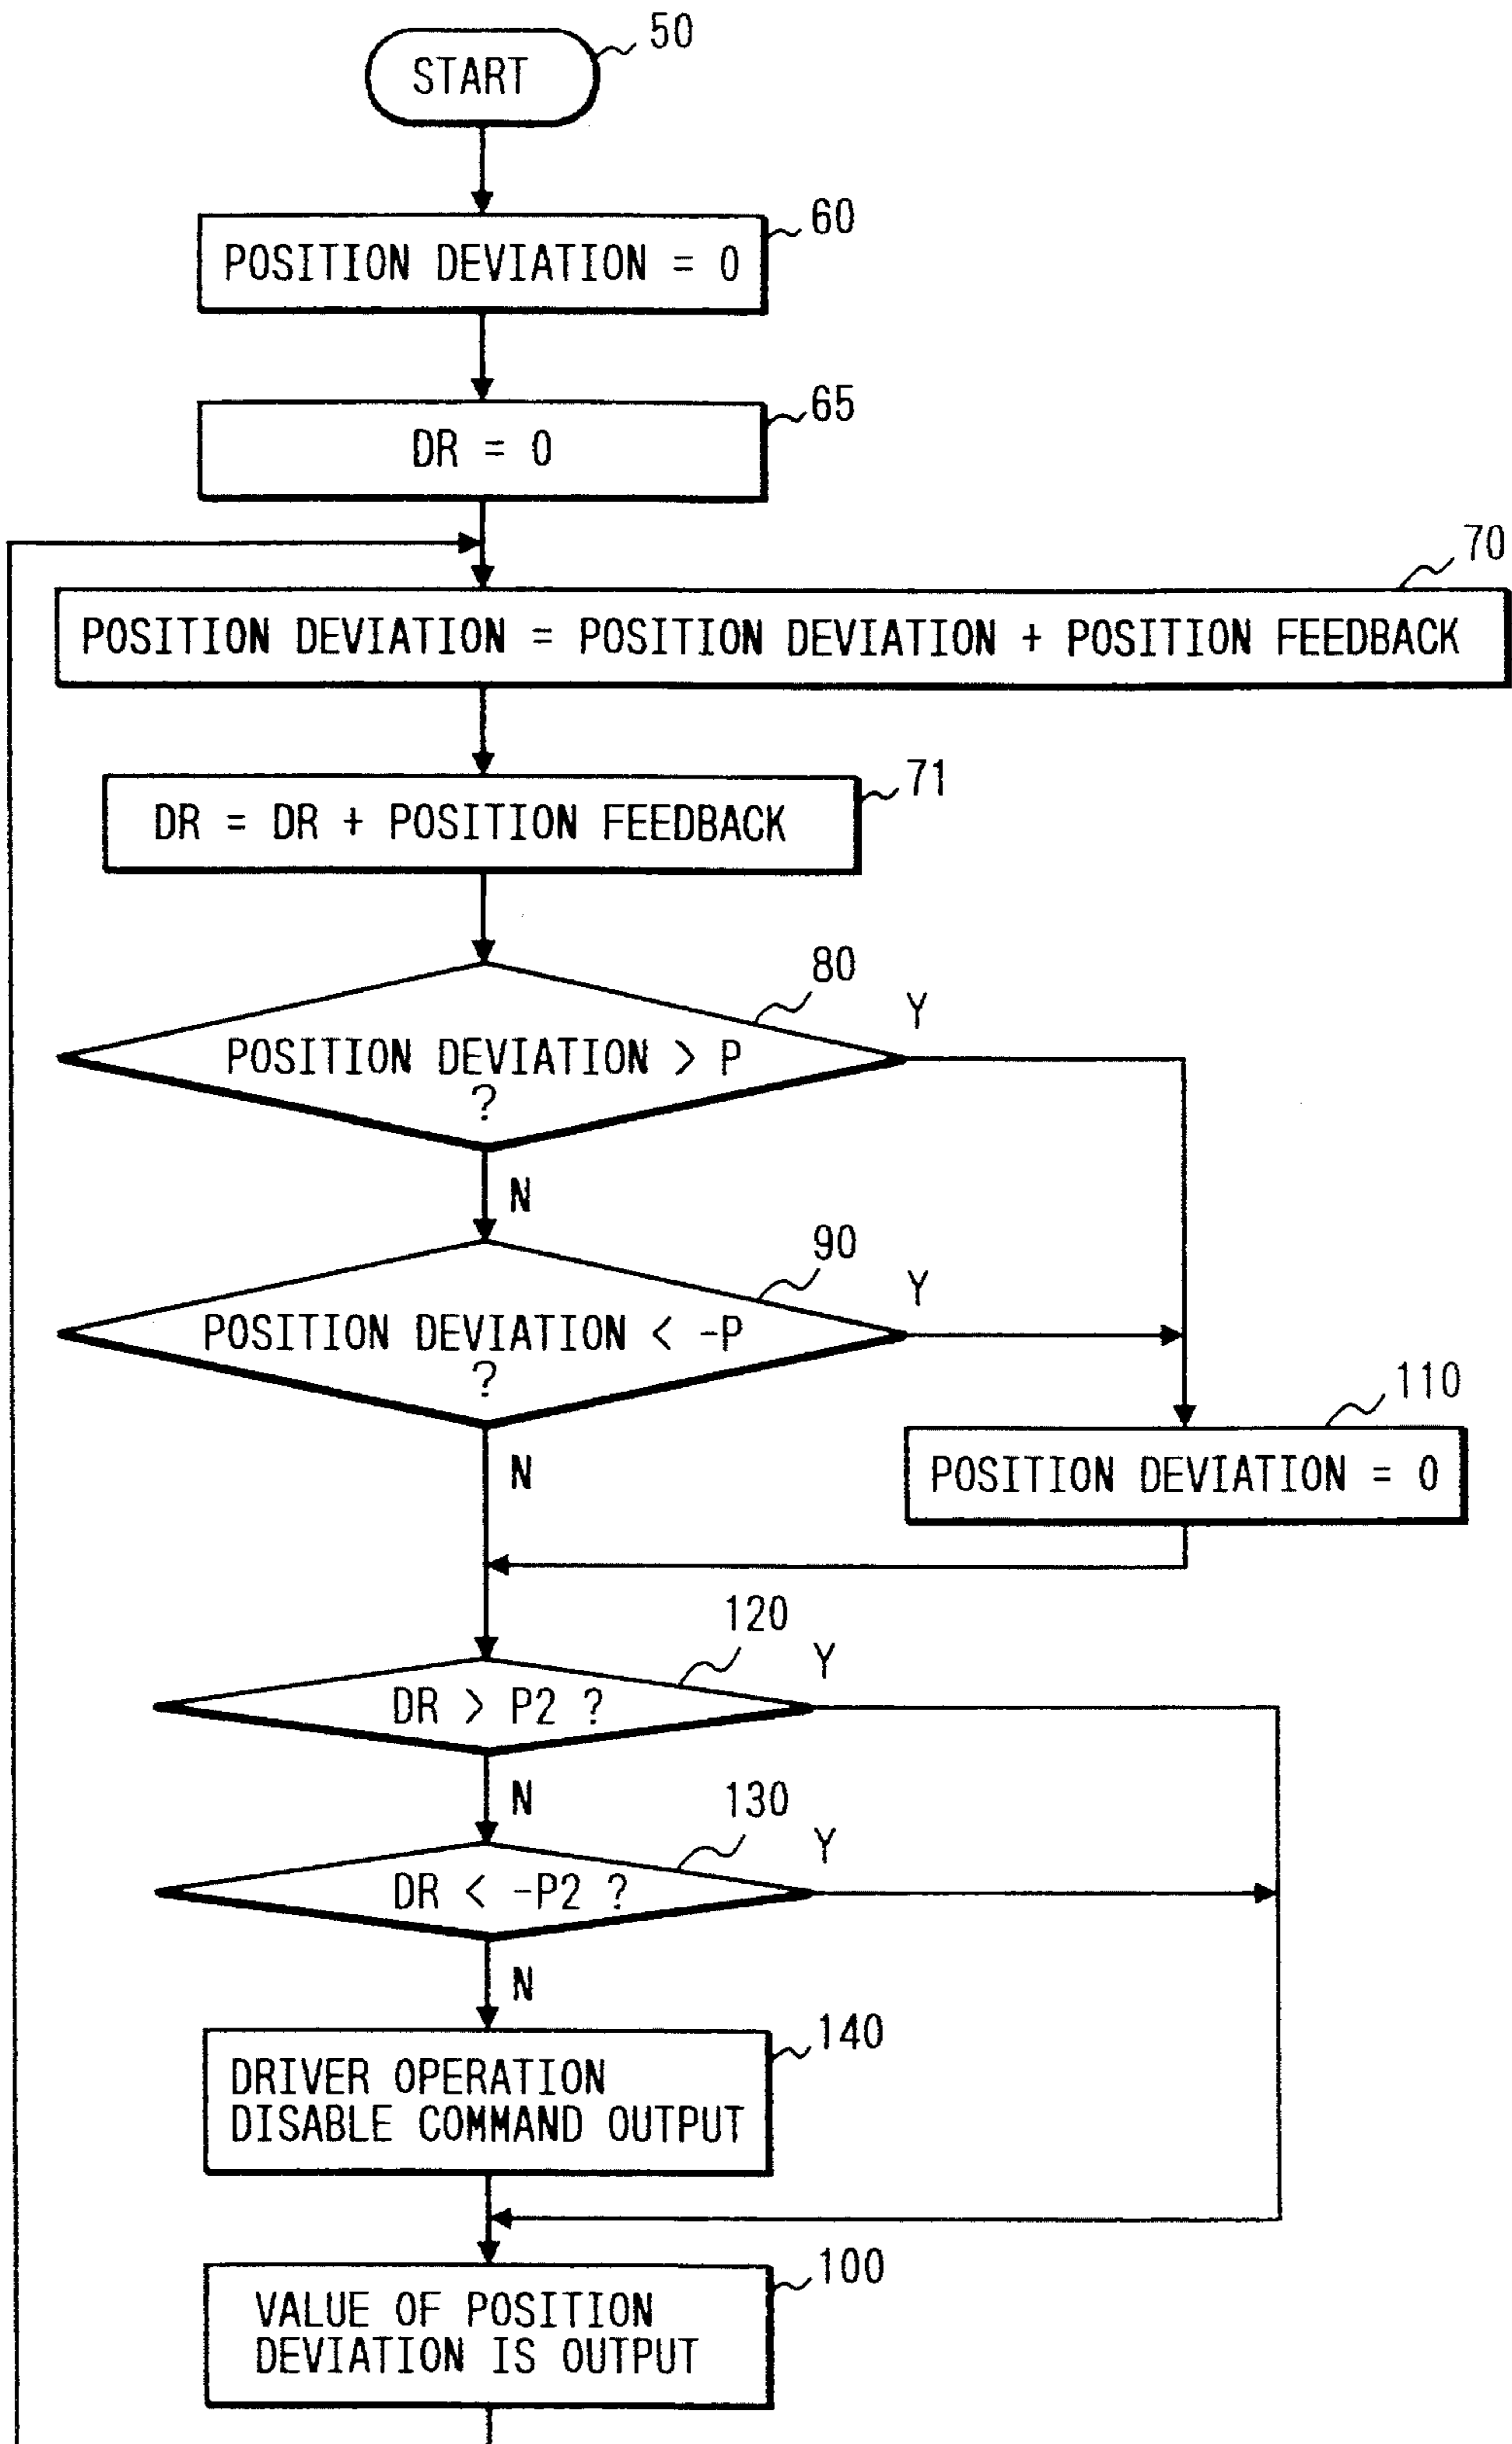 50
START
60
POSITION DEVIATION = 0
65
DR = 0
70
POSITION DEVIATION = POSITION DEVIATION + POSITION FEEDBACK
71
DR = DR + POSITION FEEDBACK
80
Y
POSITION DEVIATION > P
?
N
90
Y
POSITION DEVIATION < -P
?
110
N
POSITION DEVIATION = 0
120
Y
DR > P2 ?
N
130
Y
DR < -P2 ?
N
140
DRIVER OPERATION
DISABLE COMMAND OUTPUT
100
VALUE OF POSITION
DEVIATION IS OUTPUT